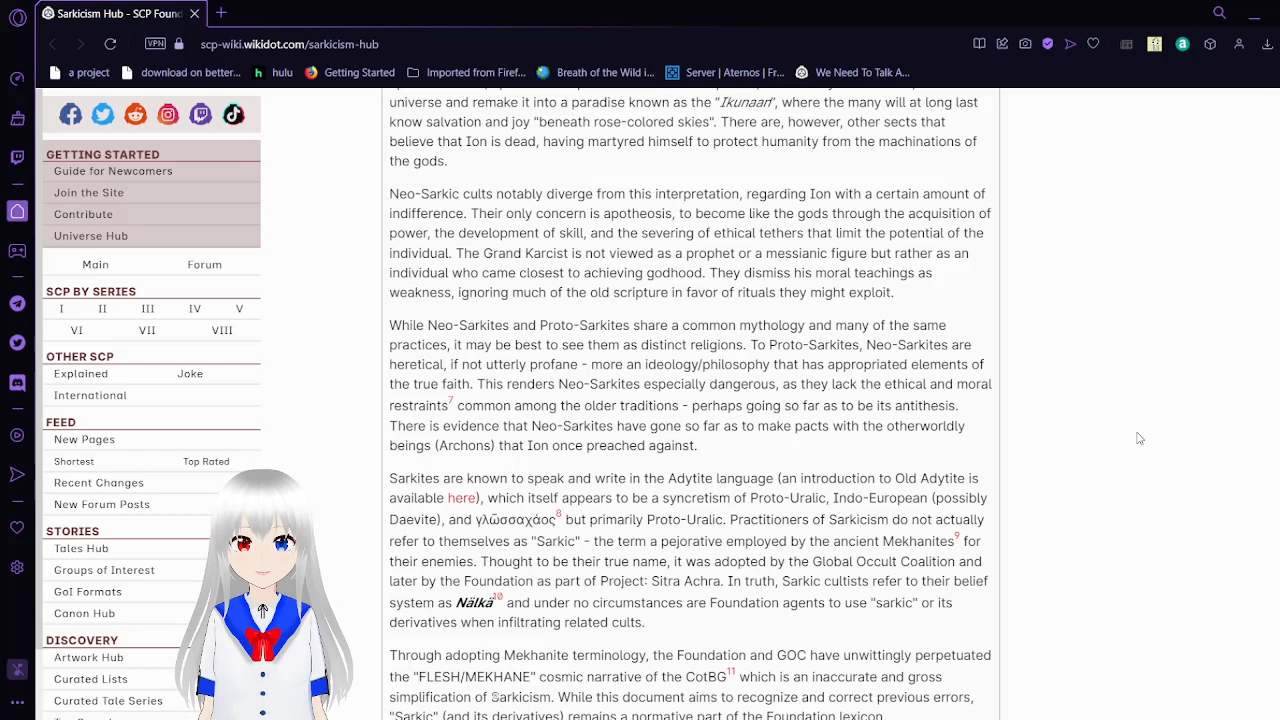 Sarkicism Hub - SCP Found
scp-wiki.wikidot.com/sarkicism-hub
VPN
a project
download on better...
hulu
Getting Started
Imported from Firef...
Breath of the Wild i...
Server | Aternos | Fr...
We Need To Talk A...
GETTING STARTED
Guide for Newcomers
Join the Site
Contribute
Universe Hub
Main Forum
SCP BY SERIES
I II III IV V
VI VII VIII
OTHER SCP
Explained Joke
International
FEED
New Pages
Shortest Top Rated
Recent Changes
New Forum Posts
STORIES
Tales Hub
Groups of Interest
GoI Formats
Canon Hub
DISCOVERY
Artwork Hub
Curated Lists
Curated Tale Series
universe and remake it into a paradise known as the "Ikunaan", where the many will at long last
know salvation and joy "beneath rose-colored skies". There are, however, other sects that
believe that Ion is dead, having martyred himself to protect humanity from the machinations of
the gods.
Neo-Sarkic cults notably diverge from this interpretation, regarding Ion with a certain amount of
indifference. Their only concern is apotheosis, to become like the gods through the acquisition of
power, the development of skill, and the severing of ethical tethers that limit the potential of the
individual. The Grand Karcist is not viewed as a prophet or a messianic figure but rather as an
individual who came closest to achieving godhood. They dismiss his moral teachings as
weakness, ignoring much of the old scripture in favor of rituals they might exploit.
While Neo-Sarkites and Proto-Sarkites share a common mythology and many of the same
practices, it may be best to see them as distinct religions. To Proto-Sarkites, Neo-Sarkites are
heretical, if not utterly profane - more an ideology/philosophy that has appropriated elements of
the true faith. This renders Neo-Sarkites especially dangerous, as they lack the ethical and moral
restraints7 common among the older traditions - perhaps going so far as to be its antithesis.
There is evidence that Neo-Sarkites have gone so far as to make pacts with the otherworldly
beings (Archons) that Ion once preached against.
Sarkites are known to speak and write in the Adytite language (an introduction to Old Adytite is
available here), which itself appears to be a syncretism of Proto-Uralic, Indo-European (possibly
Daevite), and γλῶσσαχάος8 but primarily Proto-Uralic. Practitioners of Sarkicism do not actually
refer to themselves as "Sarkic" - the term a pejorative employed by the ancient Mekhanites9 for
their enemies. Thought to be their true name, it was adopted by the Global Occult Coalition and
later by the Foundation as part of Project: Sitra Achra. In truth, Sarkic cultists refer to their belief
system as Nälkä10 and under no circumstances are Foundation agents to use "sarkic" or its
derivatives when infiltrating related cults.
Through adopting Mekhanite terminology, the Foundation and GOC have unwittingly perpetuated
the "FLESH/MEKHANE" cosmic narrative of the CotBG11 which is an inaccurate and gross
simplification of Sarkicism. While this document aims to recognize and correct previous errors,
"Sarkic" (and its derivatives) remains a normative part of the Foundation lexicon.